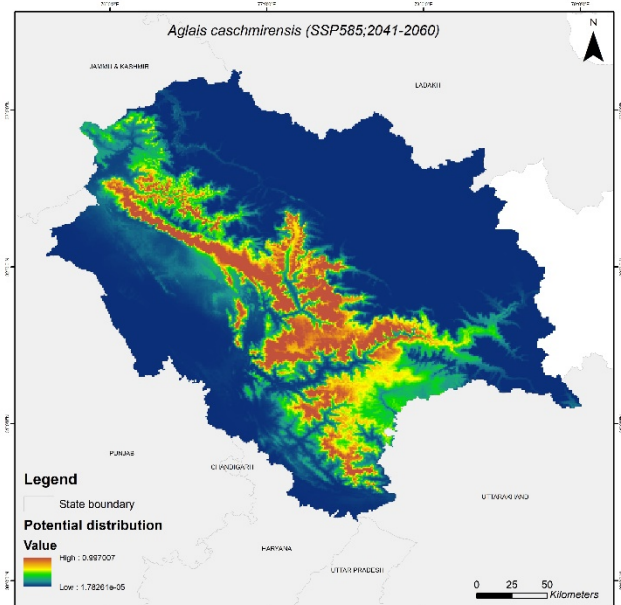 Aglais caschmirensis (SSP585;2041-2060)
N
JAMMU & KASHMIR
LADAKH
PUNJAB
CHANDIGARH
UTTARAKHAND
HARYANA
UTTAR PRADESH
Legend
State boundary
Potential distribution
Value
High : 0.997007
Low : 1.78261e-05
0 25 50
Kilometers